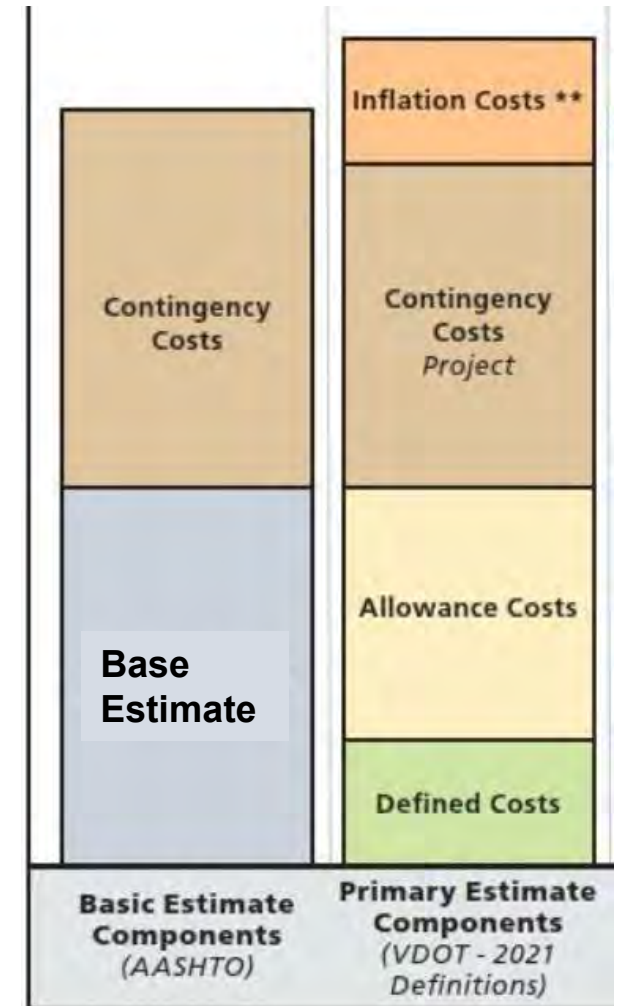 Inflation Costs **
Contingency
Costs
Contingency
Costs
Project
Allowance Costs
Base
Estimate
Defined Costs
Basic Estimate
Components
(AASHTO)
Primary Estimate
Components
(VDOT - 2021
Definitions)